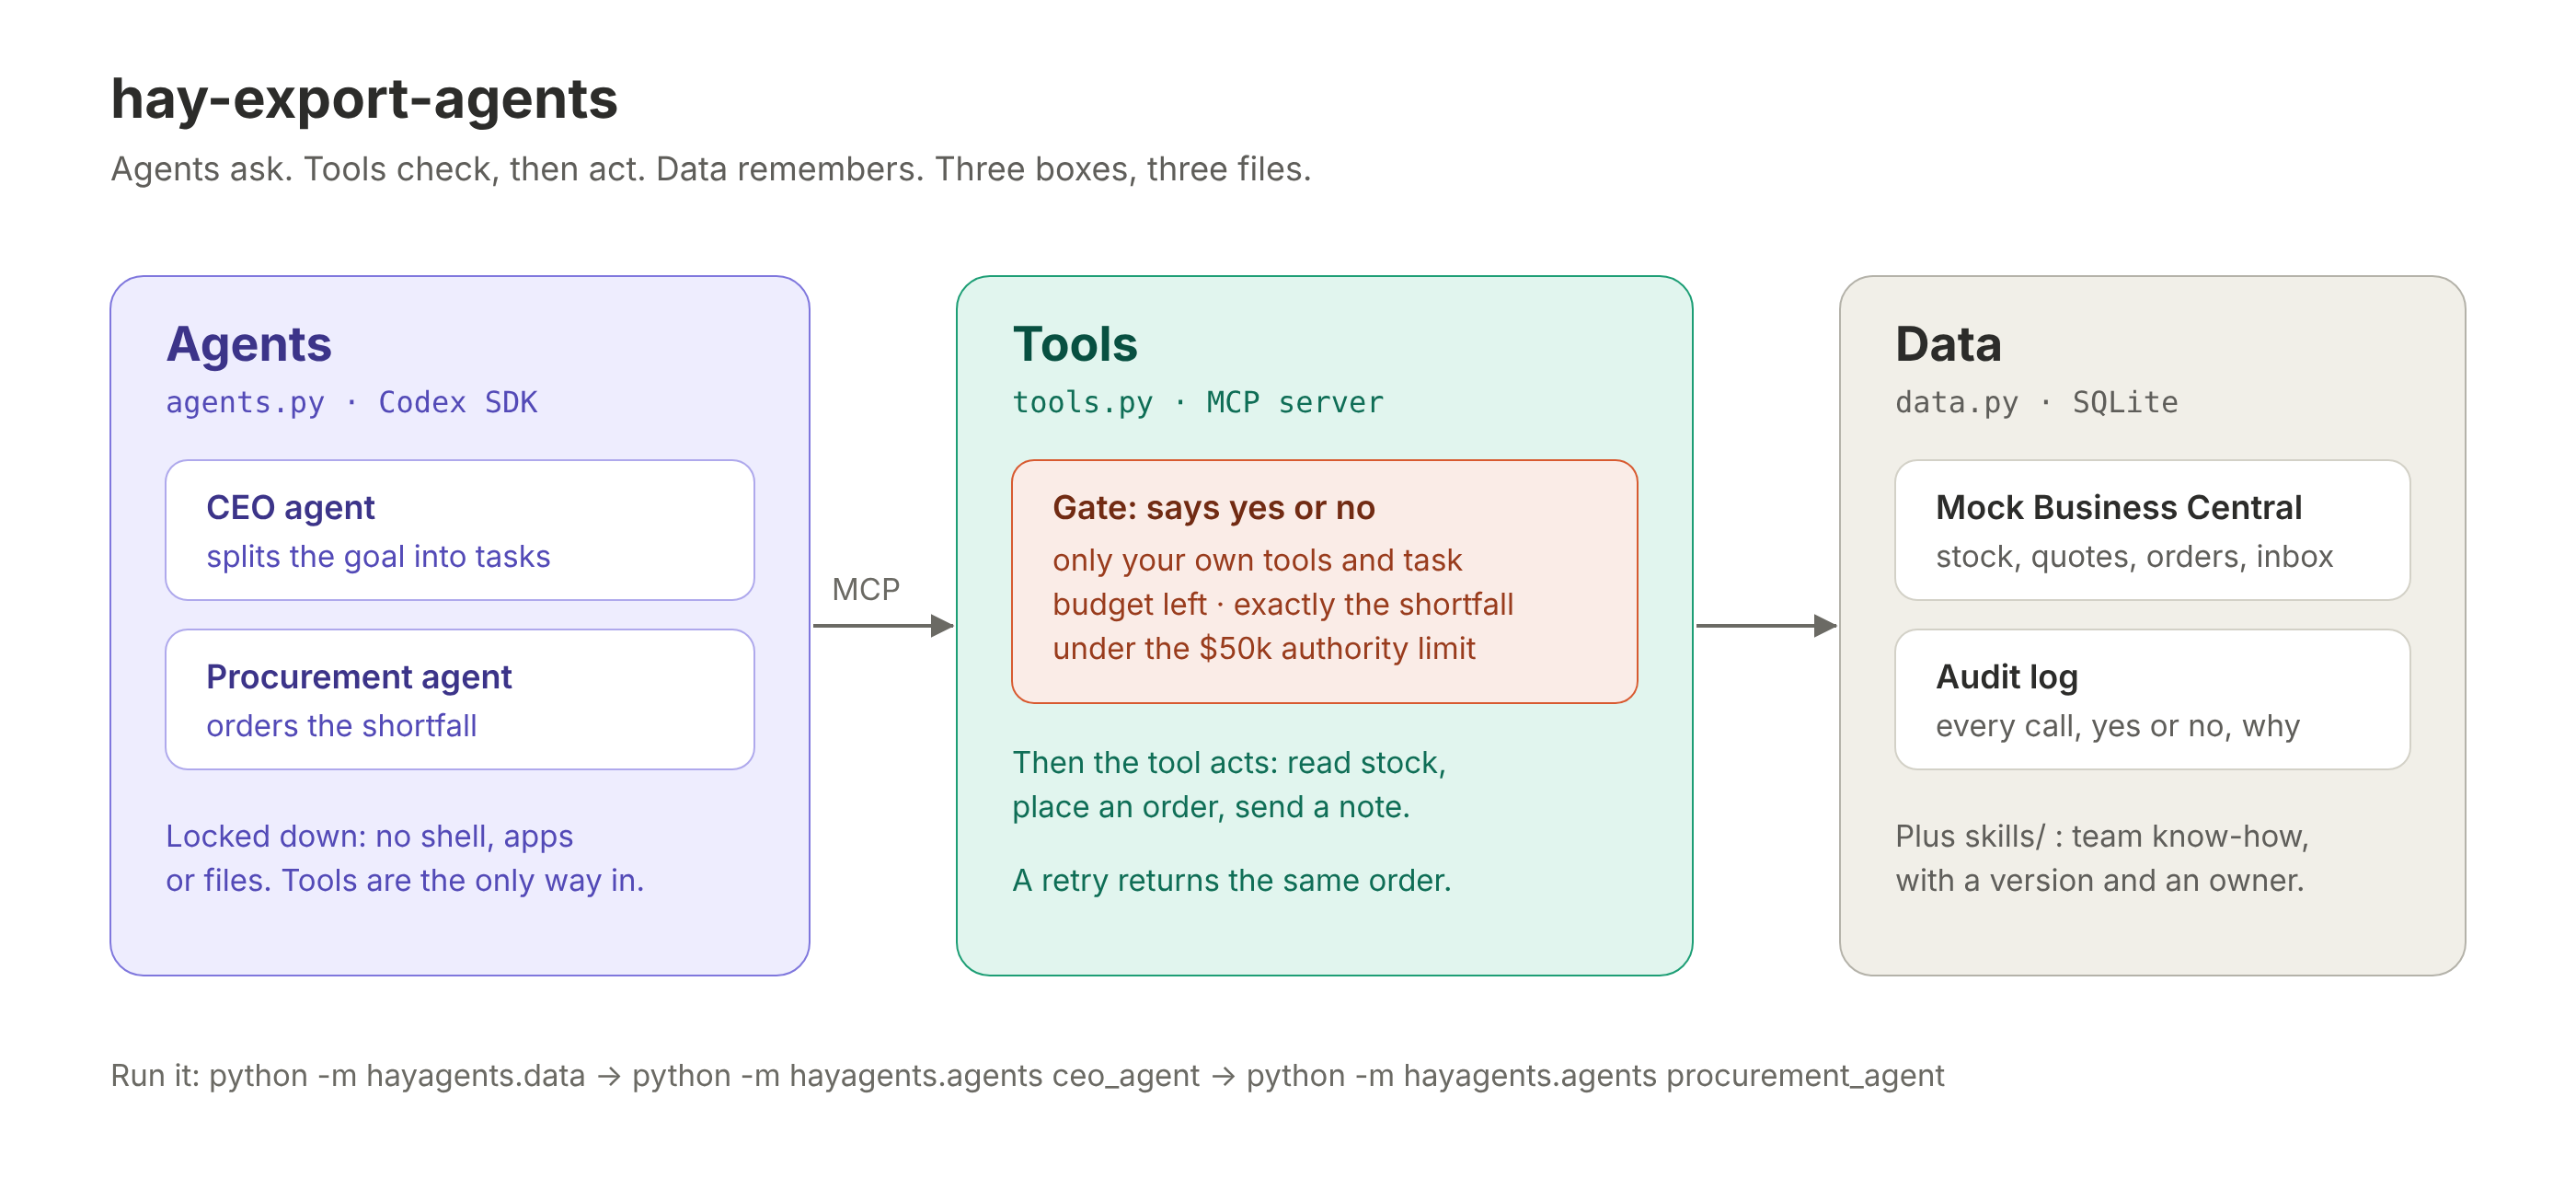 hay-export-agents
Agents ask. Tools check, then act. Data remembers. Three boxes, three files.
Agents
agents.py · Codex SDK
CEO agent
splits the goal into tasks
Procurement agent
orders the shortfall
Locked down: no shell, apps
or files. Tools are the only way in.
MCP
Tools
tools.py · MCP server
Gate: says yes or no
only your own tools and task
budget left · exactly the shortfall
under the $50k authority limit
Then the tool acts: read stock,
place an order, send a note.
A retry returns the same order.
Data
data.py · SQLite
Mock Business Central
stock, quotes, orders, inbox
Audit log
every call, yes or no, why
Plus skills/ : team know-how,
with a version and an owner.
Run it: python -m hayagents.data → python -m hayagents.agents ceo_agent → python -m hayagents.agents procurement_agent